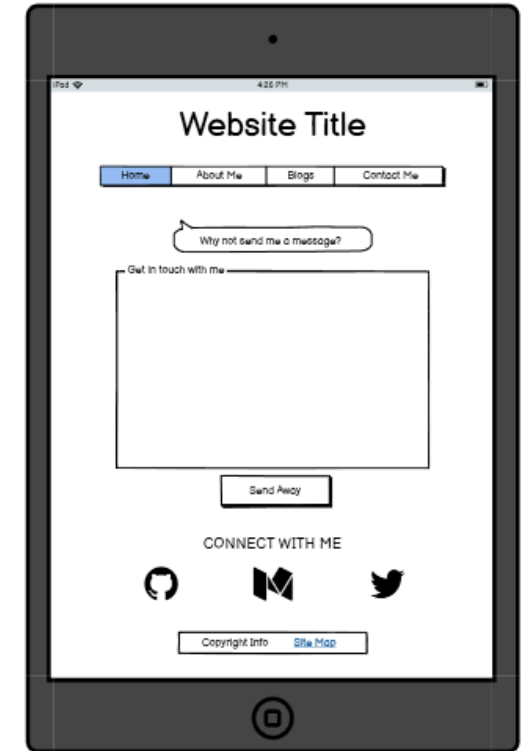 iPad 4:26 PM
Website Title
Home About Me Blogs Contact Me
Why not send me a message?
Get in touch with me
Send Away
CONNECT WITH ME
Copyright Info Site Map